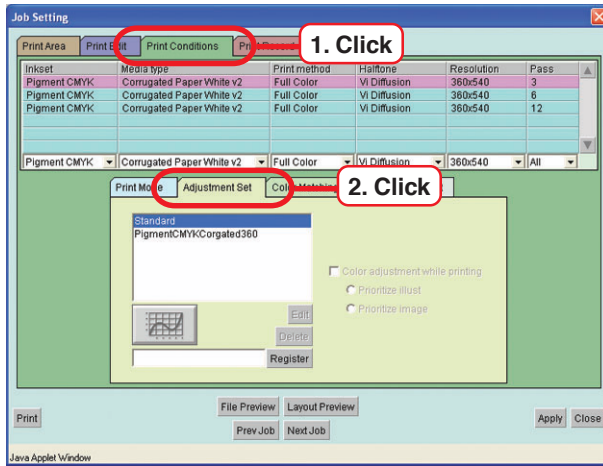 Job Setting
Print Area Print Edit Print Conditions Print Record 1. Click
Inkset Media type Print method Halftone Resolution Pass
Pigment CMYK Corrugated Paper White v2 Full Color Vi Diffusion 360x540 3
Pigment CMYK Corrugated Paper White v2 Full Color Vi Diffusion 360x540 6
Pigment CMYK Corrugated Paper White v2 Full Color Vi Diffusion 360x540 12
Pigment CMYK Corrugated Paper White v2 Full Color Vi Diffusion 360x540 All
Print Mode Adjustment Set Color Matching 2. Click
Standard
PigmentCMYKCorgated360
Color adjustment while printing
Prioritize illust
Edit Prioritize image
Delete
Register
File Preview Layout Preview
Print Apply Close
Prev Job Next Job
Java Applet Window